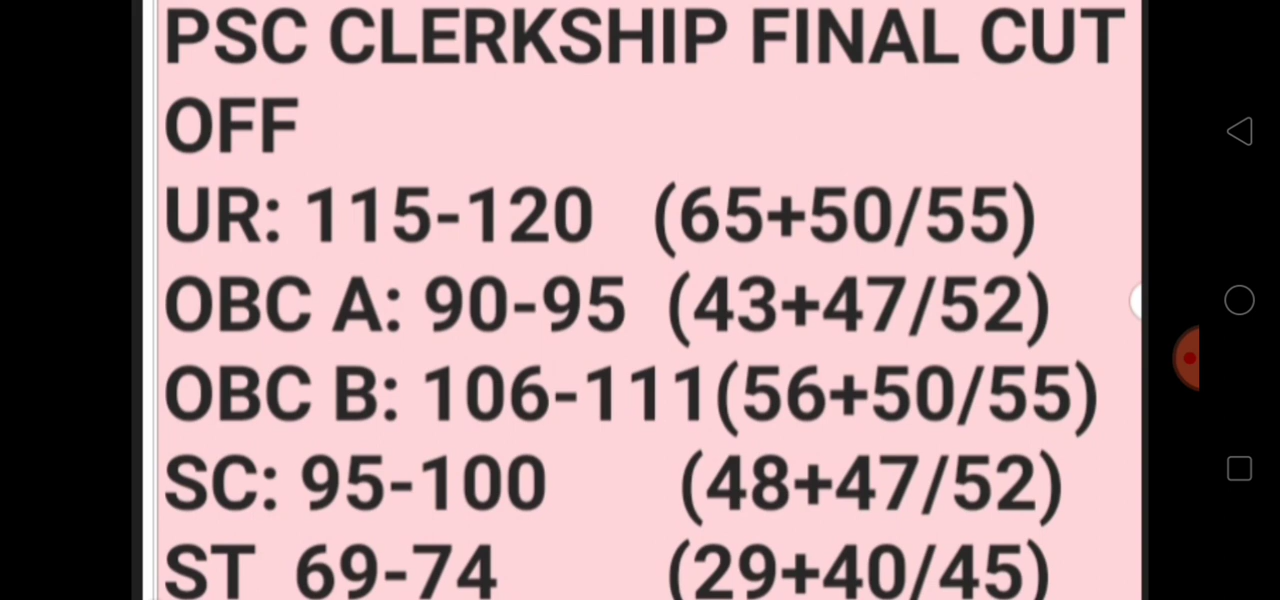 PSC CLERKSHIP FINAL CUT
OFF
UR: 115-120 (65+50/55)
OBC A: 90-95 (43+47/52)
OBC B: 106-111(56+50/55)
SC: 95-100 (48+47/52)
ST 69-74 (29+40/45)